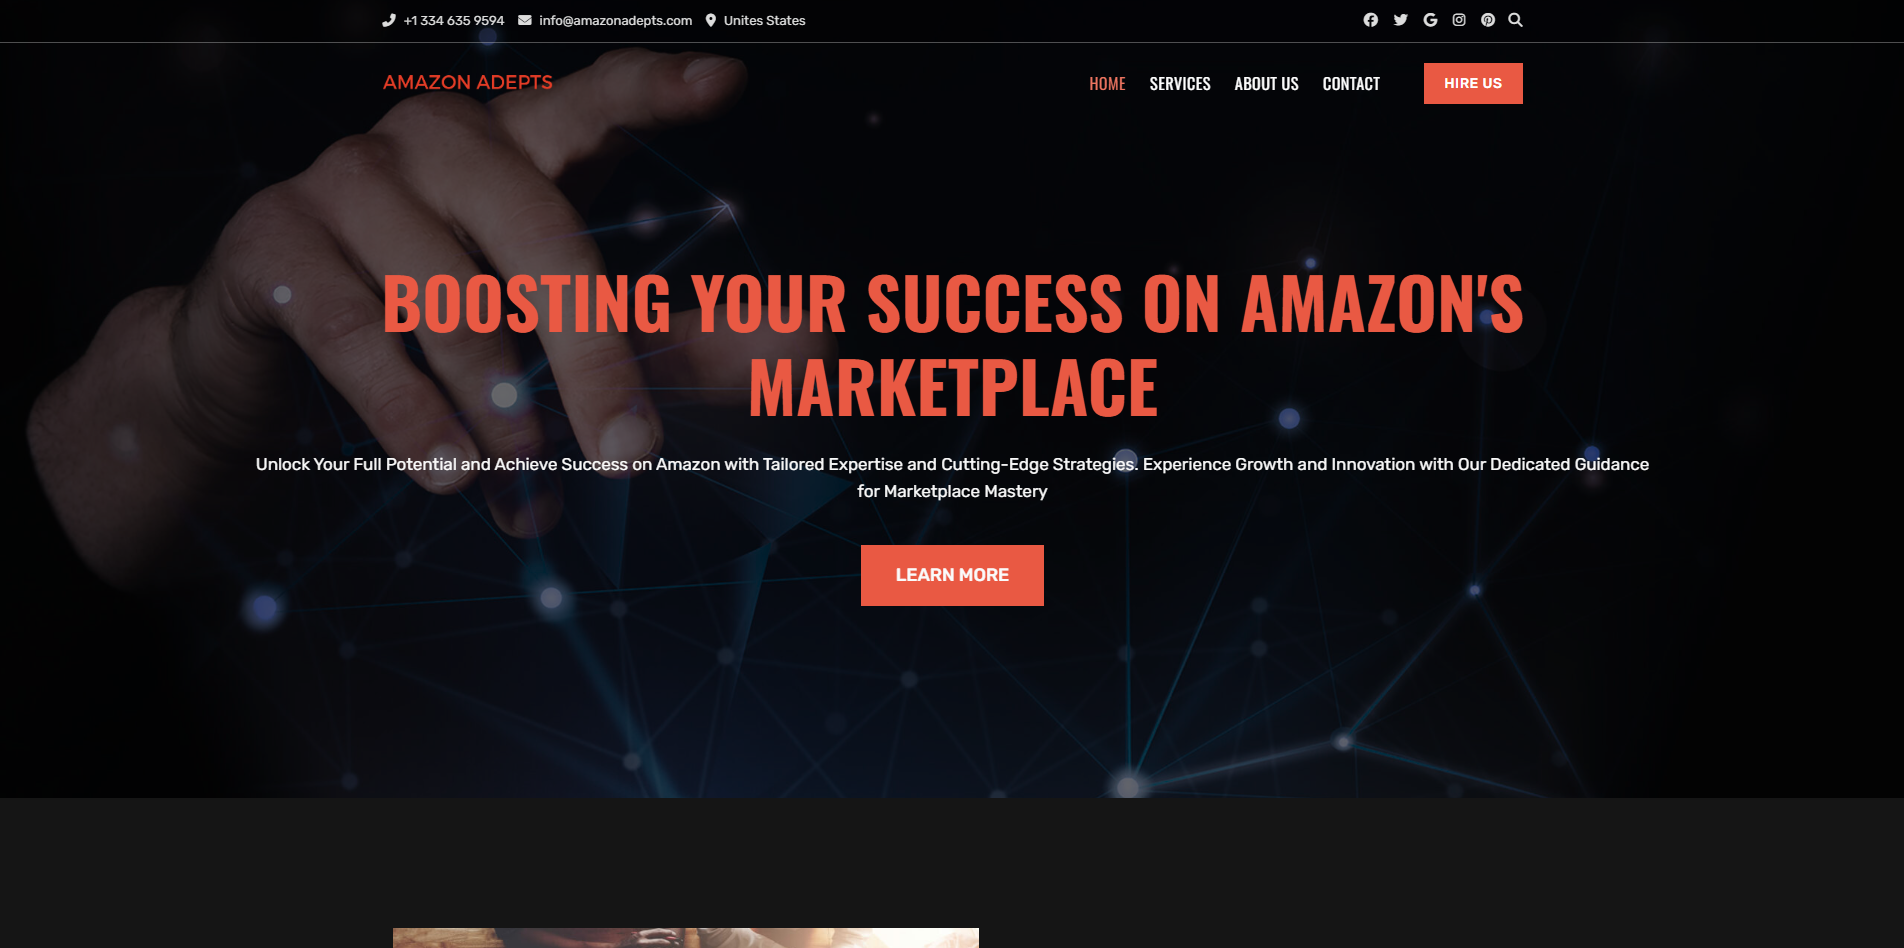 +1 334 635 9594 info@amazonadepts.com Unites States
AMAZON ADEPTS HOME SERVICES ABOUT US CONTACT HIRE US
BOOSTING YOUR SUCCESS ON AMAZON'S
MARKETPLACE
Unlock Your Full Potential and Achieve Success on Amazon with Tailored Expertise and Cutting-Edge Strategies. Experience Growth and Innovation with Our Dedicated Guidance
for Marketplace Mastery
LEARN MORE